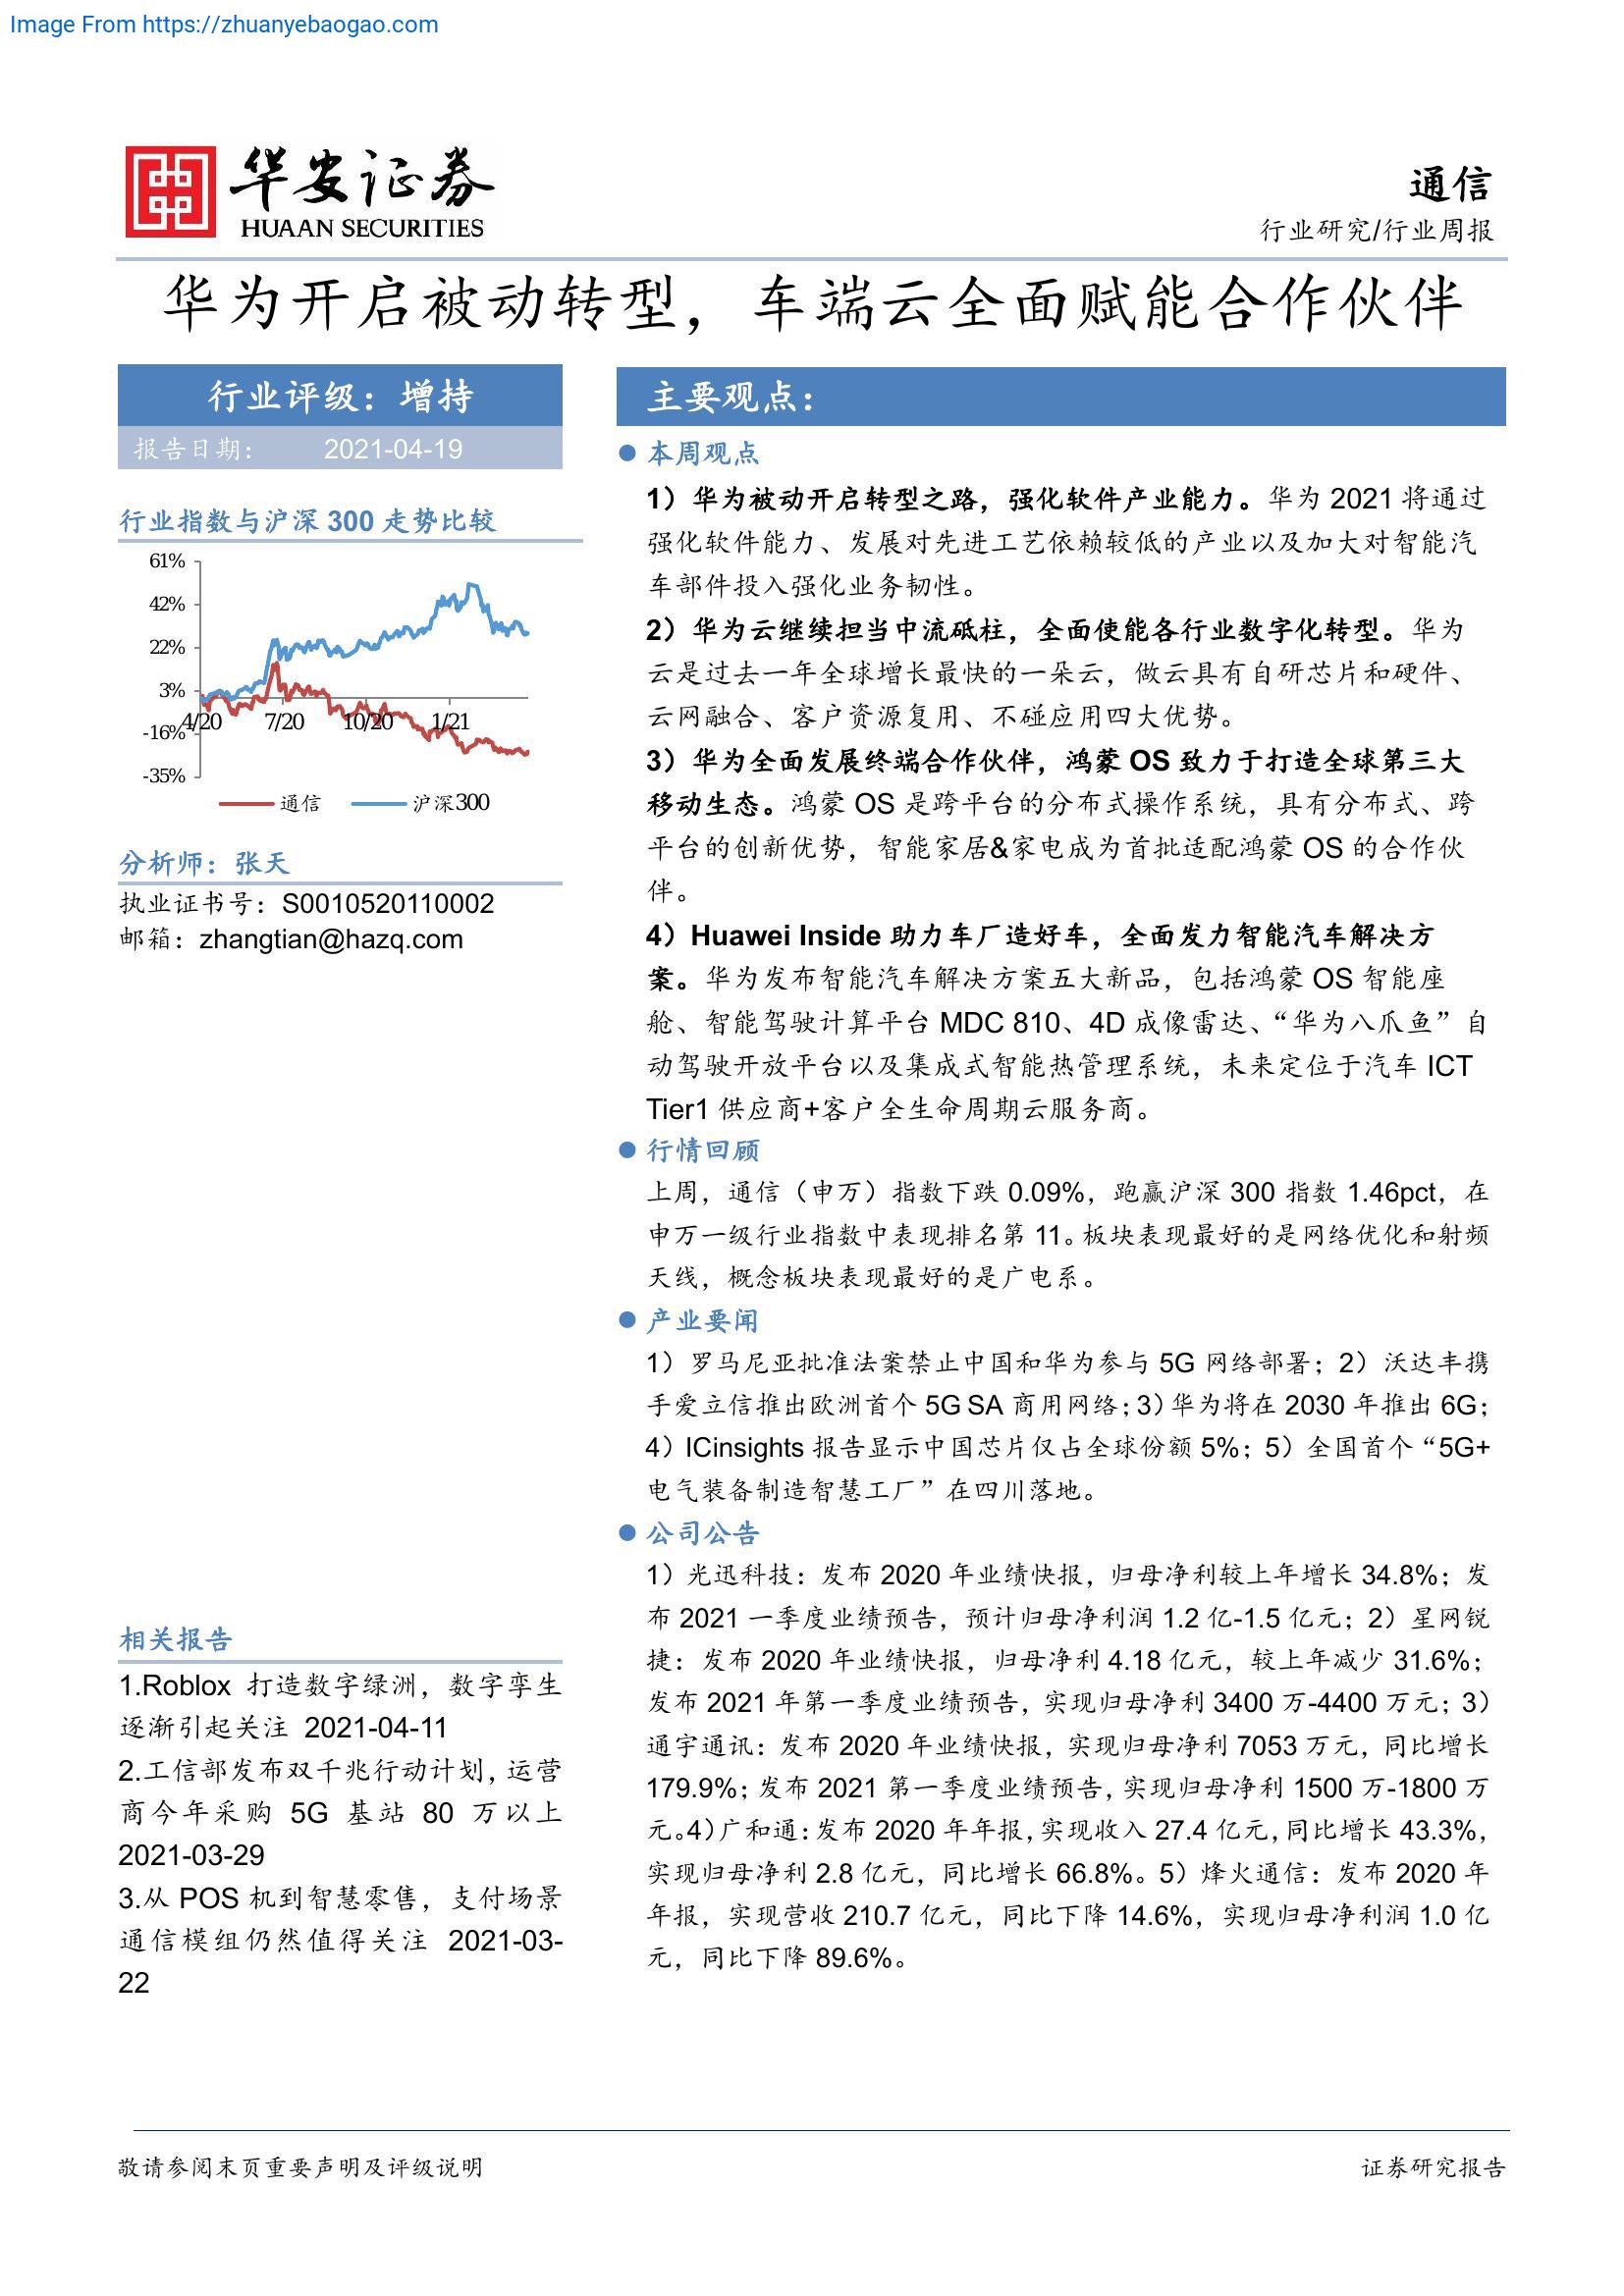 Image From https://zhuanyebaogao.com
华安证券
HUAAN SECURITIES
通信
行业研究/行业周报
华为开启被动转型，车端云全面赋能合作伙伴
行业评级：增持
报告日期： 2021-04-19
行业指数与沪深 300 走势比较
61%
42%
22%
3%
-16%
-35%
4/20 7/20 10/20 1/21
通信 沪深300
分析师：张天
执业证书号：S0010520110002
邮箱：zhangtian@hazq.com
相关报告
1.Roblox 打造数字绿洲，数字孪生
逐渐引起关注 2021-04-11
2.工信部发布双千兆行动计划，运营
商今年采购 5G 基站 80 万以上
2021-03-29
3.从 POS 机到智慧零售，支付场景
通信模组仍然值得关注 2021-03-
22
主要观点：
● 本周观点
1）华为被动开启转型之路，强化软件产业能力。华为 2021 将通过
强化软件能力、发展对先进工艺依赖较低的产业以及加大对智能汽
车部件投入强化业务韧性。
2）华为云继续担当中流砥柱，全面使能各行业数字化转型。华为
云是过去一年全球增长最快的一朵云，做云具有自研芯片和硬件、
云网融合、客户资源复用、不碰应用四大优势。
3）华为全面发展终端合作伙伴，鸿蒙 OS 致力于打造全球第三大
移动生态。鸿蒙 OS 是跨平台的分布式操作系统，具有分布式、跨
平台的创新优势，智能家居&家电成为首批适配鸿蒙 OS 的合作伙
伴。
4）Huawei Inside 助力车厂造好车，全面发力智能汽车解决方
案。华为发布智能汽车解决方案五大新品，包括鸿蒙 OS 智能座
舱、智能驾驶计算平台 MDC 810、4D 成像雷达、“华为八爪鱼”自
动驾驶开放平台以及集成式智能热管理系统，未来定位于汽车 ICT
Tier1 供应商+客户全生命周期云服务商。
● 行情回顾
上周，通信（申万）指数下跌 0.09%，跑赢沪深 300 指数 1.46pct，在
申万一级行业指数中表现排名第 11。板块表现最好的是网络优化和射频
天线，概念板块表现最好的是广电系。
● 产业要闻
1）罗马尼亚批准法案禁止中国和华为参与 5G 网络部署；2）沃达丰携
手爱立信推出欧洲首个 5G SA 商用网络；3）华为将在 2030 年推出 6G；
4）ICinsights 报告显示中国芯片仅占全球份额 5%；5）全国首个“5G+
电气装备制造智慧工厂”在四川落地。
● 公司公告
1）光迅科技：发布 2020 年业绩快报，归母净利较上年增长 34.8%；发
布 2021 一季度业绩预告，预计归母净利润 1.2 亿-1.5 亿元；2）星网锐
捷：发布 2020 年业绩快报，归母净利 4.18 亿元，较上年减少 31.6%；
发布 2021 年第一季度业绩预告，实现归母净利 3400 万-4400 万元；3）
通宇通讯：发布 2020 年业绩快报，实现归母净利 7053 万元，同比增长
179.9%；发布 2021 第一季度业绩预告，实现归母净利 1500 万-1800 万
元。4）广和通：发布 2020 年年报，实现收入 27.4 亿元，同比增长 43.3%，
实现归母净利 2.8 亿元，同比增长 66.8%。5）烽火通信：发布 2020 年
年报，实现营收 210.7 亿元，同比下降 14.6%，实现归母净利润 1.0 亿
元，同比下降 89.6%。
敬请参阅末页重要声明及评级说明
证券研究报告